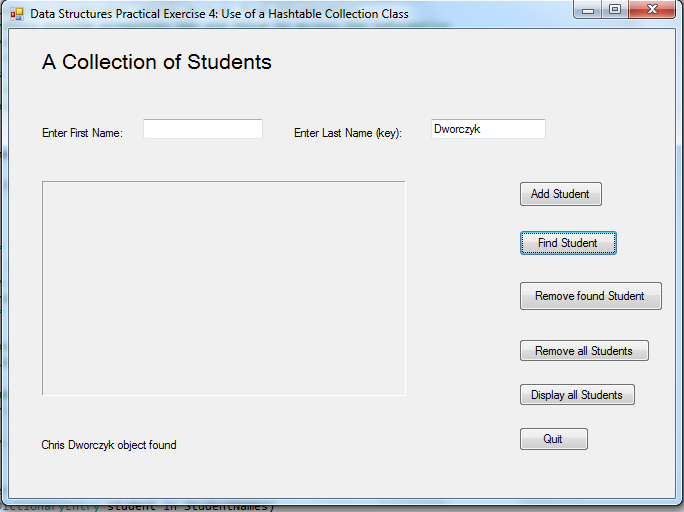 Data Structures Practical Exercise 4: Use of a Hashtable Collection Class
A Collection of Students
Enter First Name:
Enter Last Name (key):
Dworczyk
Add Student
Find Student
Remove found Student
Remove all Students
Display all Students
Chris Dworczyk object found
Quit
student in StudentNames)